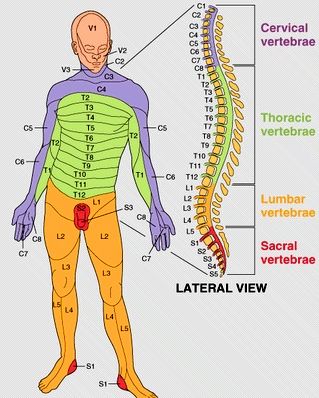 V1
V2
C2
V3
C3
C4
T2
T3
T4
C5
T5
C5
T2
T6
T2
T7
T8
C6
T9
T10
T1
T11
T1
C6
T12
L1
S2
S3
C8
C8
C7
L2
L2
C7
L3
L3
L4
L4
L5
L5
S1
S1
C1
C2
C3
C4
C5
C6
C7
C8
T1
T2
T3
T4
T5
T6
T7
T8
T9
T10
T11
T12
L1
L2
L3
L4
L5
S1
S2
S3
S4
S5
Cervical
vertebrae
Thoracic
vertebrae
Lumbar
vertebrae
Sacral
vertebrae
LATERAL VIEW